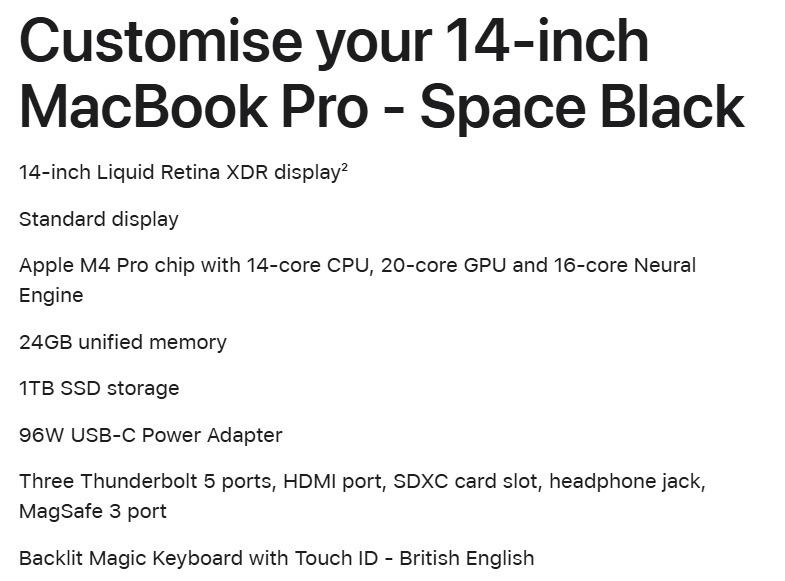 Customise your 14-inch
MacBook Pro - Space Black
14-inch Liquid Retina XDR display²
Standard display
Apple M4 Pro chip with 14-core CPU, 20-core GPU and 16-core Neural
Engine
24GB unified memory
1TB SSD storage
96W USB-C Power Adapter
Three Thunderbolt 5 ports, HDMI port, SDXC card slot, headphone jack,
MagSafe 3 port
Backlit Magic Keyboard with Touch ID - British English